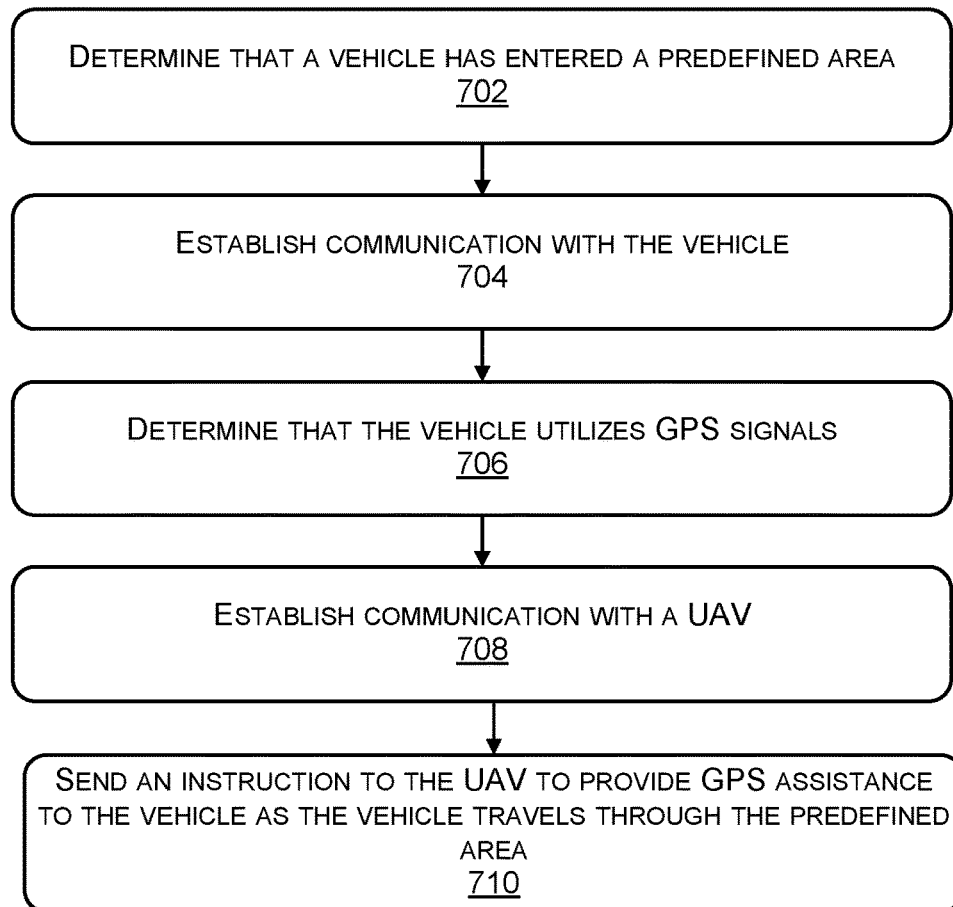 DETERMINE THAT A VEHICLE HAS ENTERED A PREDEFINED AREA
702
ESTABLISH COMMUNICATION WITH THE VEHICLE
704
DETERMINE THAT THE VEHICLE UTILIZES GPS SIGNALS
706
ESTABLISH COMMUNICATION WITH A UAV
708
SEND AN INSTRUCTION TO THE UAV TO PROVIDE GPS ASSISTANCE
TO THE VEHICLE AS THE VEHICLE TRAVELS THROUGH THE PREDEFINED
AREA
710